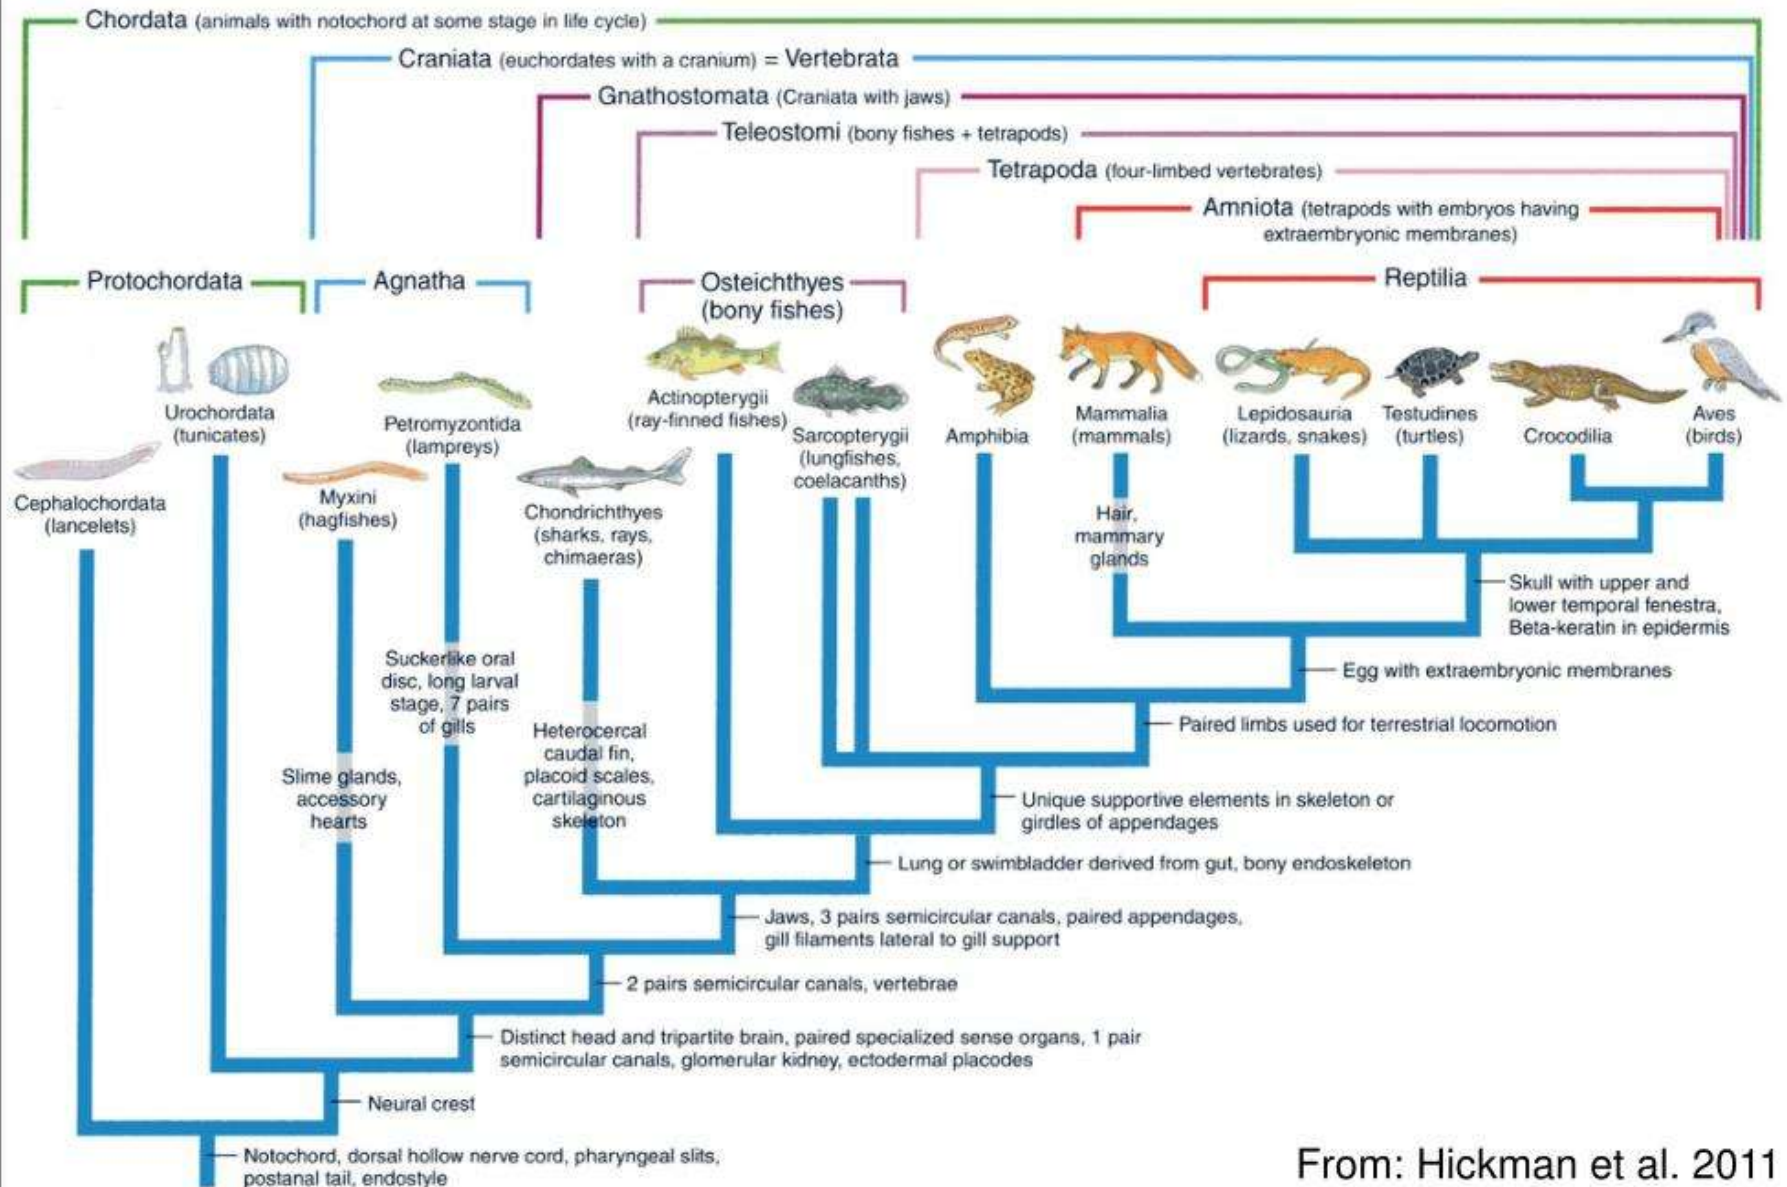 Chordata (animals with notochord at some stage in life cycle)
Craniata (euchordates with a cranium) = Vertebrata
Gnathostomata (Craniata with jaws)
Teleostomi (bony fishes + tetrapods)
Tetrapoda (four-limbed vertebrates)
Amniota (tetrapods with embryos having
extraembryonic membranes)
Protochordata
Agnatha
Osteichthyes
(bony fishes)
Reptilia
Cephalochordata
(lancelets)
Urochordata
(tunicates)
Myxini
(hagfishes)
Petromyzontida
(lampreys)
Chondrichthyes
(sharks, rays,
chimaeras)
Actinopterygii
(ray-finned fishes)
Sarcopterygii
(lungfishes,
coelacanths)
Amphibia
Mammalia
(mammals)
Lepidosauria
(lizards, snakes)
Testudines
(turtles)
Crocodilia
Aves
(birds)
Hair,
mammary
glands
Skull with upper and
lower temporal fenestra,
Beta-keratin in epidermis
Suckerlike oral
disc, long larval
stage, 7 pairs
of gills
Egg with extraembryonic membranes
Heterocercal
caudal fin,
placoid scales,
cartilaginous
skeleton
Paired limbs used for terrestrial locomotion
Slime glands,
accessory
hearts
Unique supportive elements in skeleton or
girdles of appendages
Lung or swimbladder derived from gut, bony endoskeleton
Jaws, 3 pairs semicircular canals, paired appendages,
gill filaments lateral to gill support
2 pairs semicircular canals, vertebrae
Distinct head and tripartite brain, paired specialized sense organs, 1 pair
semicircular canals, glomerular kidney, ectodermal placodes
Neural crest
Notochord, dorsal hollow nerve cord, pharyngeal slits,
postanal tail, endostyle
From: Hickman et al. 2011